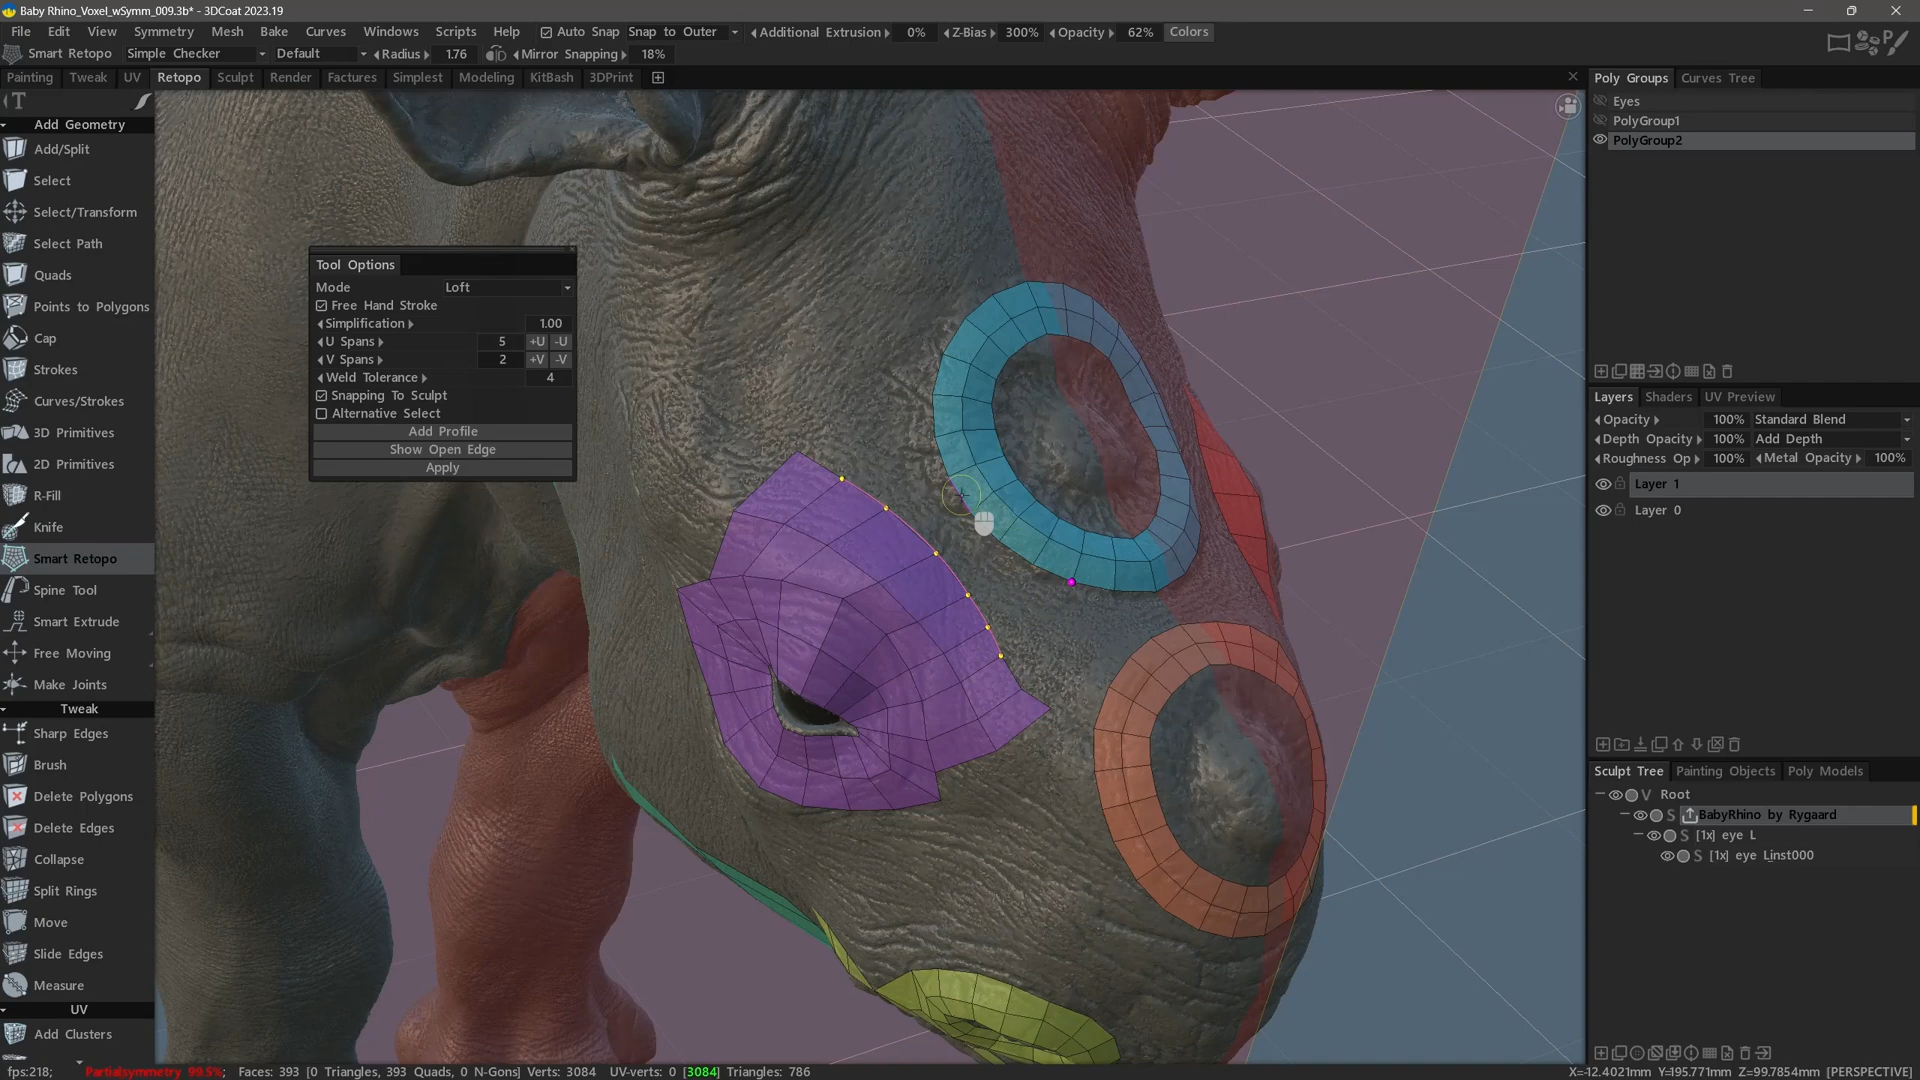 Baby Rhino_Voxel_wSymm_009.3b* - 3DCoat 2023.19
File Edit View Symmetry Mesh Bake Curves Windows Scripts Help Auto Snap Snap to Outer Additional Extrusion 0% Z-Bias 300% Opacity 62% Colors
Smart Retopo Simple Checker Default Radius 1.76 Mirror Snapping 18%
Painting Tweak UV Retopo Sculpt Render Factures Simplest Modeling KitBash 3DPrint
T
Add Geometry
Add/Split
Select
Select/Transform
Select Path
Quads
Points to Polygons
Cap
Strokes
Curves/Strokes
3D Primitives
2D Primitives
R-Fill
Knife
Smart Retopo
Spine Tool
Smart Extrude
Free Moving
Make Joints
Tweak
Sharp Edges
Brush
Delete Polygons
Delete Edges
Collapse
Split Rings
Move
Slide Edges
Measure
UV
Add Clusters
Tool Options
Mode Loft
Free Hand Stroke
Simplification 1.00
U Spans 5 +U -U
V Spans 2 +V -V
Weld Tolerance 4
Snapping To Sculpt
Alternative Select
Add Profile
Show Open Edge
Apply
Poly Groups Curves Tree
Eyes
PolyGroup1
PolyGroup2
Layers Shaders UV Preview
Opacity 100% Standard Blend
Depth Opacity 100% Add Depth
Roughness Op 100% Metal Opacity 100%
Layer 1
Layer 0
Sculpt Tree Painting Objects Poly Models
V Root
S BabyRhino by Rygaard
S [1x] eye L
S [1x] eye Linst000
fps:218; Partialsymmetry 99.5%; Faces: 393 [0 Triangles, 393 Quads, 0 N-Gons] Verts: 3084 UV-verts: 0 [3084] Triangles: 786 X=-12.4021mm Y=195.771mm Z=99.7854mm [PERSPECTIVE]